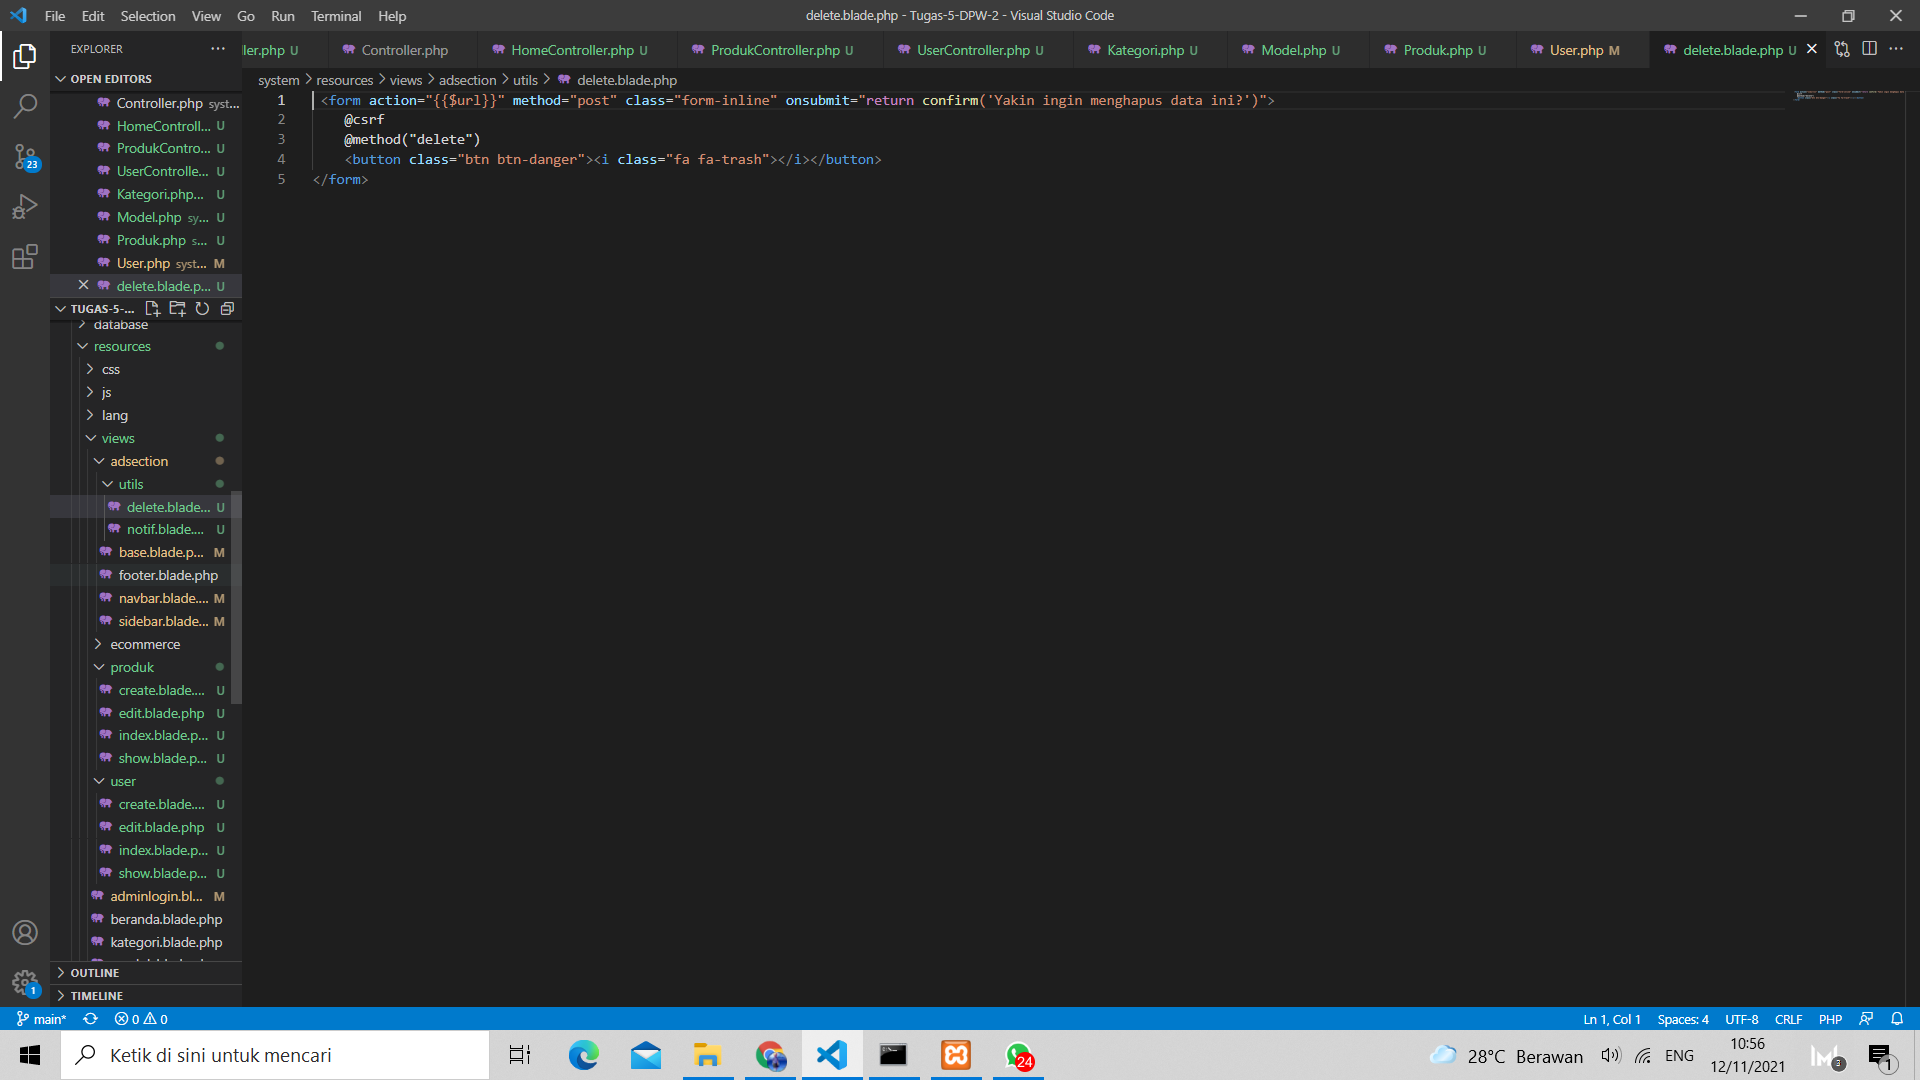 File Edit Selection View Go Run Terminal Help
delete.blade.php - Tugas-5-DPW-2 - Visual Studio Code
EXPLORER
ller.php U
Controller.php
HomeController.php U
ProdukController.php U
UserController.php U
Kategori.php U
Model.php U
Produk.php U
User.php M
delete.blade.php U
OPEN EDITORS
Controller.php syst...
HomeControll... U
ProdukContro... U
UserControlle... U
Kategori.php... U
Model.php sy... U
Produk.php s... U
User.php syst... M
delete.blade.p... U
TUGAS-5-...
database
resources
css
js
lang
views
adsection
utils
delete.blade... U
notif.blade.... U
base.blade.p... M
footer.blade.php
navbar.blade.... M
sidebar.blade... M
ecommerce
produk
create.blade.... U
edit.blade.php U
index.blade.p... U
show.blade.p... U
user
create.blade.... U
edit.blade.php U
index.blade.p... U
show.blade.p... U
adminlogin.bl... M
beranda.blade.php
kategori.blade.php
OUTLINE
TIMELINE
23
1
system > resources > views > adsection > utils > delete.blade.php
1 <form action="{{$url}}" method="post" class="form-inline" onsubmit="return confirm('Yakin ingin menghapus data ini?')">
2 @csrf
3 @method("delete")
4 <button class="btn btn-danger"><i class="fa fa-trash"></i></button>
5 </form>
main* 0 0
Ln 1, Col 1 Spaces: 4 UTF-8 CRLF PHP
Ketik di sini untuk mencari
24
28°C Berawan
ENG
10:56
12/11/2021
3
1